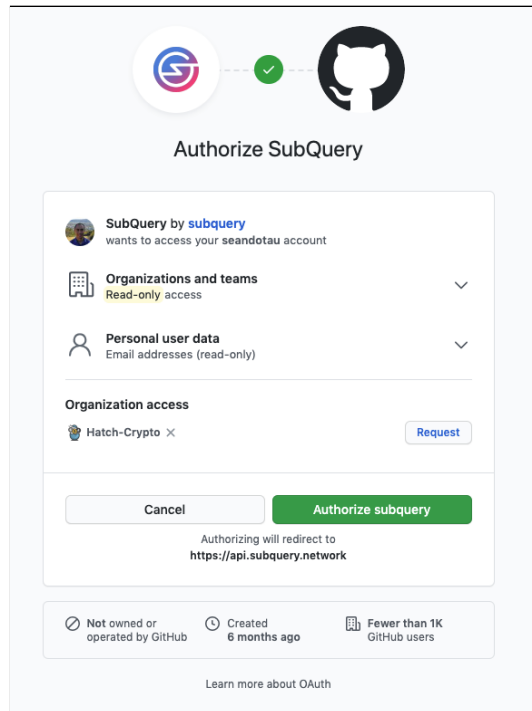 Authorize SubQuery
SubQuery by subquery
wants to access your seandotau account
Organizations and teams
Read-only access
Personal user data
Email addresses (read-only)
Organization access
Hatch-Crypto
Request
Cancel
Authorize subquery
Authorizing will redirect to
https://api.subquery.network
Not owned or
operated by GitHub
Created
6 months ago
Fewer than 1K
GitHub users
Learn more about OAuth